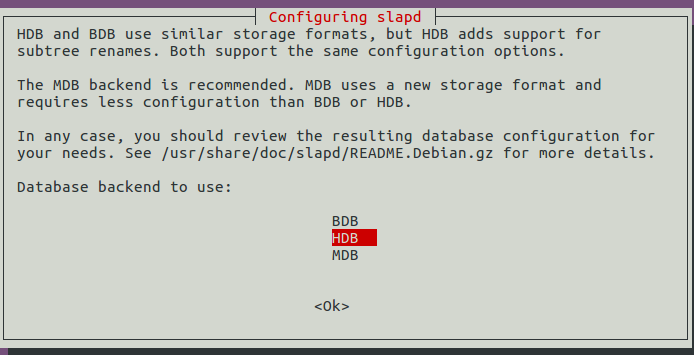 Configuring slapd
HDB and BDB use similar storage formats, but HDB adds support for
subtree renames. Both support the same configuration options.
The MDB backend is recommended. MDB uses a new storage format and
requires less configuration than BDB or HDB.
In any case, you should review the resulting database configuration for
your needs. See /usr/share/doc/slapd/README.Debian.gz for more details.
Database backend to use:
BDB
HDB
MDB
<Ok>